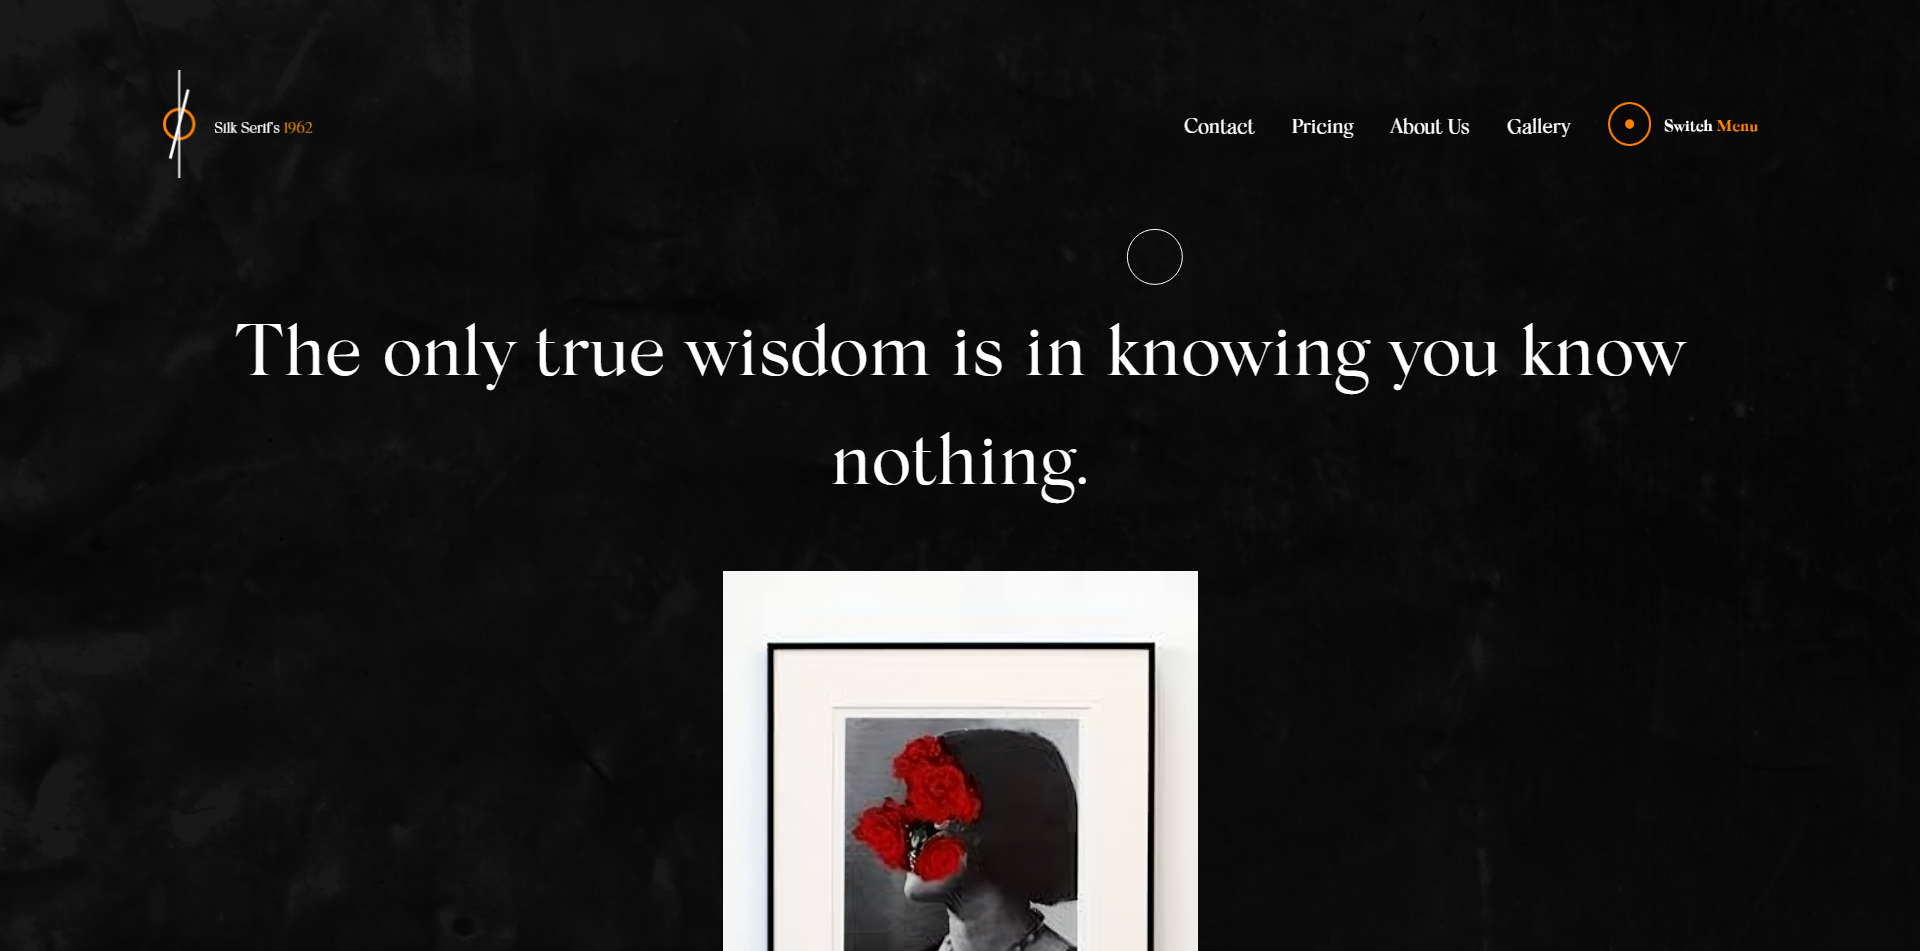 Silk Serif's 1962
Contact Pricing About Us Gallery Switch Menu
The only true wisdom is in knowing you know
nothing.